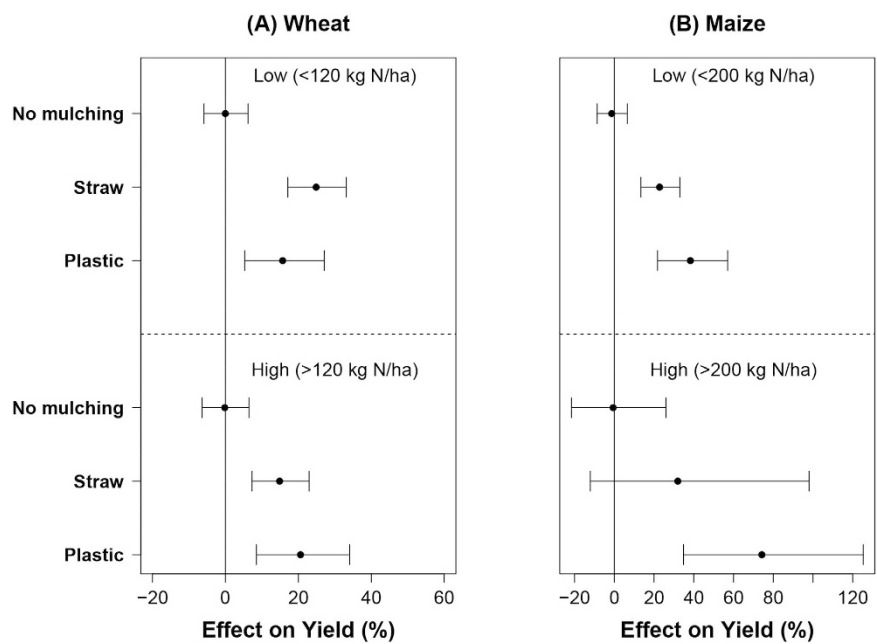 (A) Wheat
Low (<120 kg N/ha)
No mulching
Straw
Plastic
High (>120 kg N/ha)
No mulching
Straw
Plastic
−20 0 20 40 60
Effect on Yield (%)
(B) Maize
Low (<200 kg N/ha)
High (>200 kg N/ha)
−20 0 20 40 60 80 120
Effect on Yield (%)